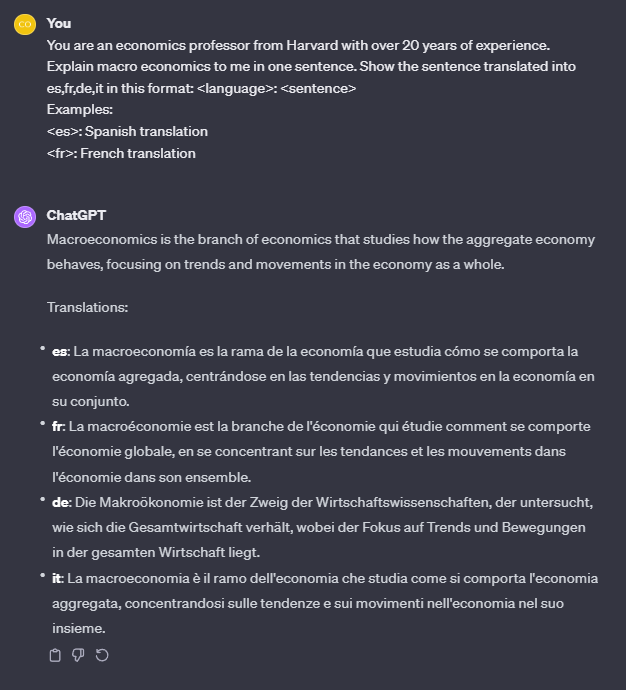 CO
You
You are an economics professor from Harvard with over 20 years of experience.
Explain macro economics to me in one sentence. Show the sentence translated into
es,fr,de,it in this format: <language>: <sentence>
Examples:
<es>: Spanish translation
<fr>: French translation
ChatGPT
Macroeconomics is the branch of economics that studies how the aggregate economy
behaves, focusing on trends and movements in the economy as a whole.
Translations:
• es: La macroeconomía es la rama de la economía que estudia cómo se comporta la
economía agregada, centrándose en las tendencias y movimientos en la economía en
su conjunto.
• fr: La macroéconomie est la branche de l'économie qui étudie comment se comporte
l'économie globale, en se concentrant sur les tendances et les mouvements dans
l'économie dans son ensemble.
• de: Die Makroökonomie ist der Zweig der Wirtschaftswissenschaften, der untersucht,
wie sich die Gesamtwirtschaft verhält, wobei der Fokus auf Trends und Bewegungen
in der gesamten Wirtschaft liegt.
• it: La macroeconomia è il ramo dell'economia che studia come si comporta l'economia
aggregata, concentrandosi sulle tendenze e sui movimenti nell'economia nel suo
insieme.